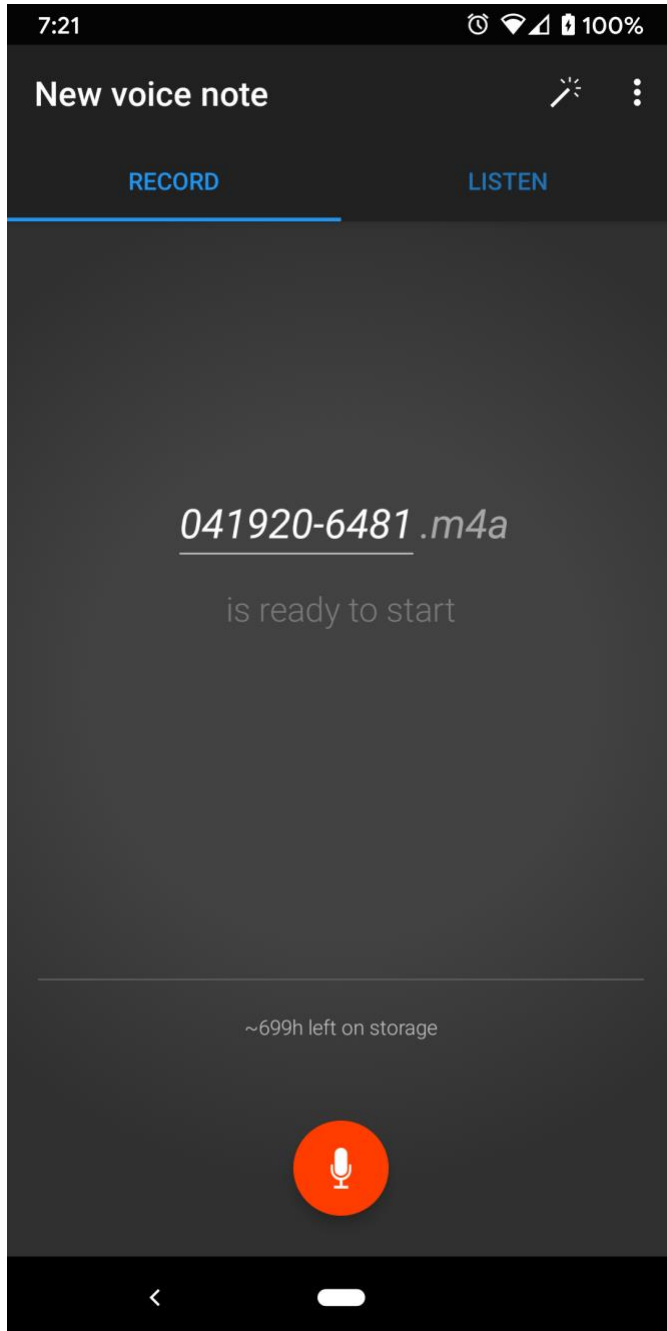 7:21 100%
New voice note
RECORD LISTEN
041920-6481 .m4a
is ready to start
~699h left on storage